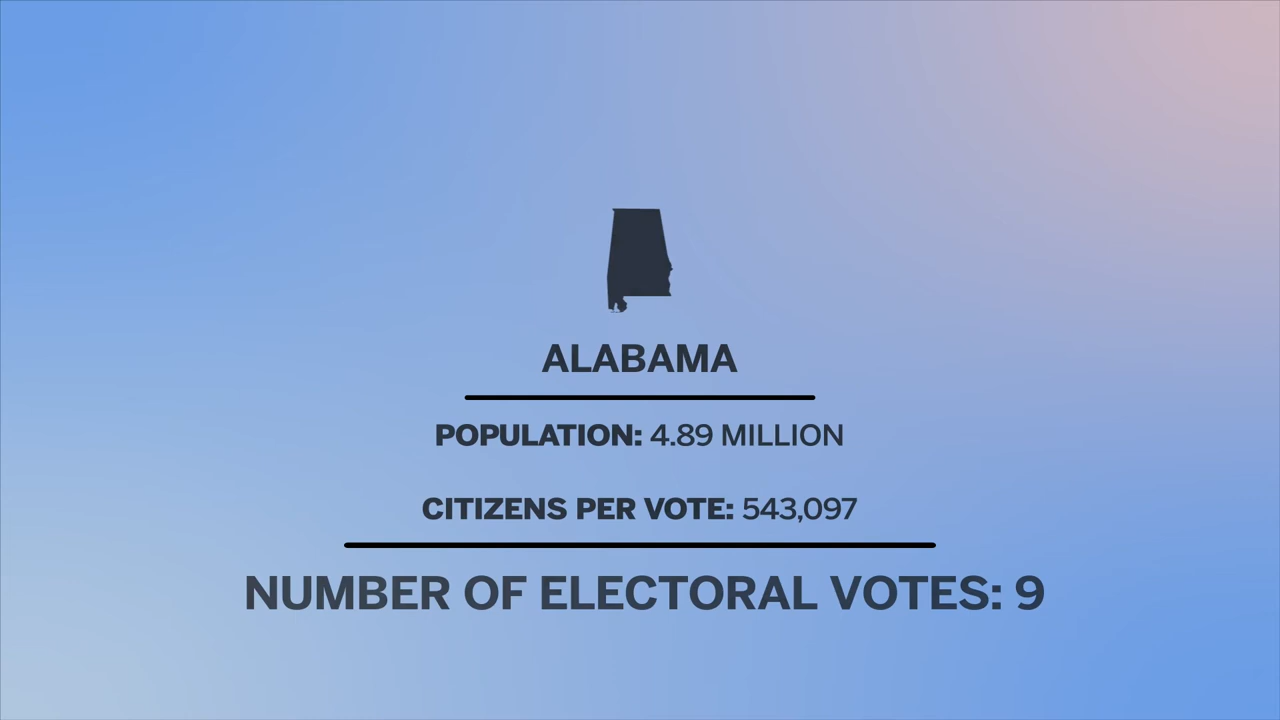 ALABAMA
POPULATION: 4.89 MILLION
CITIZENS PER VOTE: 543,097
NUMBER OF ELECTORAL VOTES: 9